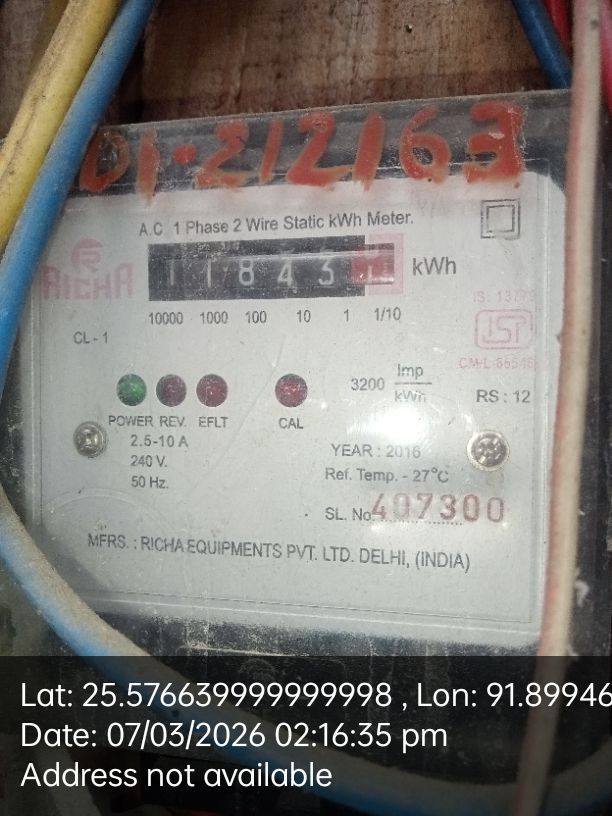 01-212163
A.C 1 Phase 2 Wire Static kWh Meter.
RICHA
11843 kWh
10000 1000 100 10 1 1/10
CL - 1
IS : 13779
ISI
3200 Imp/kWh
RS : 12
POWER REV. EFLT CAL
2.5-10 A
240 V.
50 Hz.
YEAR : 2016
Ref. Temp. - 27°C
SL. No. 407300
MFRS. : RICHA EQUIPMENTS PVT. LTD. DELHI, (INDIA)
Lat: 25.576639999999998 , Lon: 91.89946
Date: 07/03/2026 02:16:35 pm
Address not available